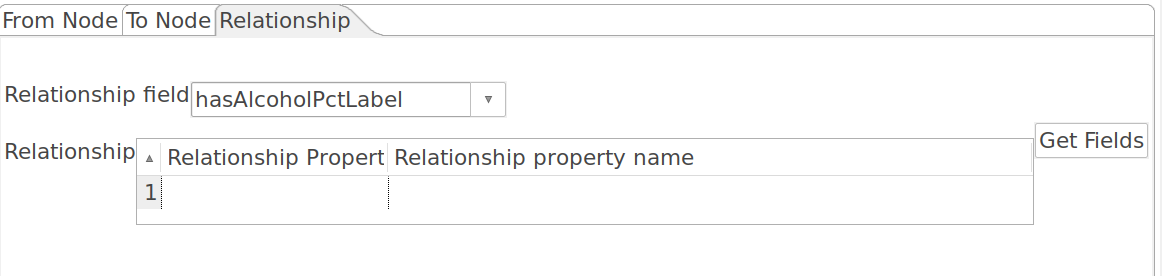 From Node To Node Relationship
Relationship field hasAlcoholPctLabel
Relationship Relationship Propert Relationship property name Get Fields
1